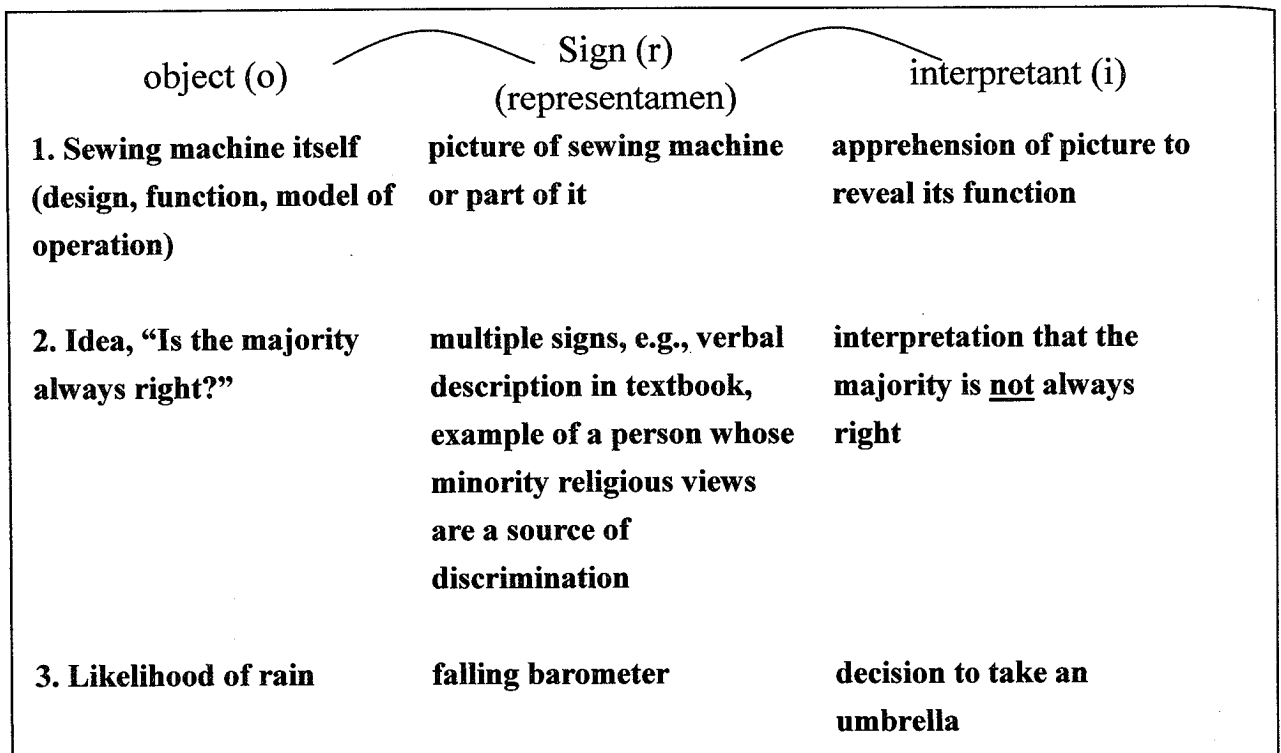 object (o)
Sign (r)
(representamen)
interpretant (i)
1. Sewing machine itself
(design, function, model of
operation)
picture of sewing machine
or part of it
apprehension of picture to
reveal its function
2. Idea, “Is the majority
always right?”
multiple signs, e.g., verbal
description in textbook,
example of a person whose
minority religious views
are a source of
discrimination
interpretation that the
majority is not always
right
3. Likelihood of rain
falling barometer
decision to take an
umbrella